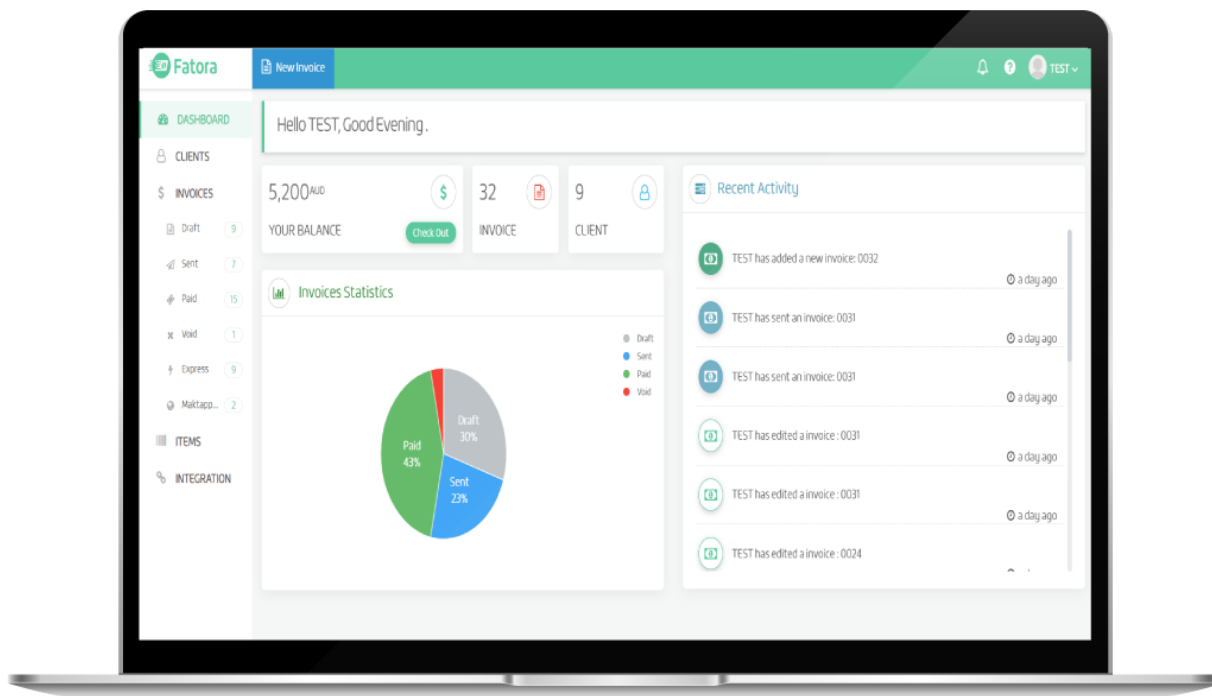 Fatora
New Invoice
TEST
DASHBOARD
CLIENTS
INVOICES
Draft 9
Sent 7
Paid 15
Void 1
Express 9
Maktapp... 2
ITEMS
INTEGRATION
Hello TEST, Good Evening .
5,200 AUD
YOUR BALANCE
Check Out
32
INVOICE
9
CLIENT
Invoices Statistics
Draft
Sent
Paid
Void
Draft
30%
Paid
43%
Sent
23%
Recent Activity
TEST has added a new invoice: 0032
a day ago
TEST has sent an invoice: 0031
a day ago
TEST has sent an invoice: 0031
a day ago
TEST has edited a invoice : 0031
a day ago
TEST has edited a invoice : 0031
a day ago
TEST has edited a invoice : 0024